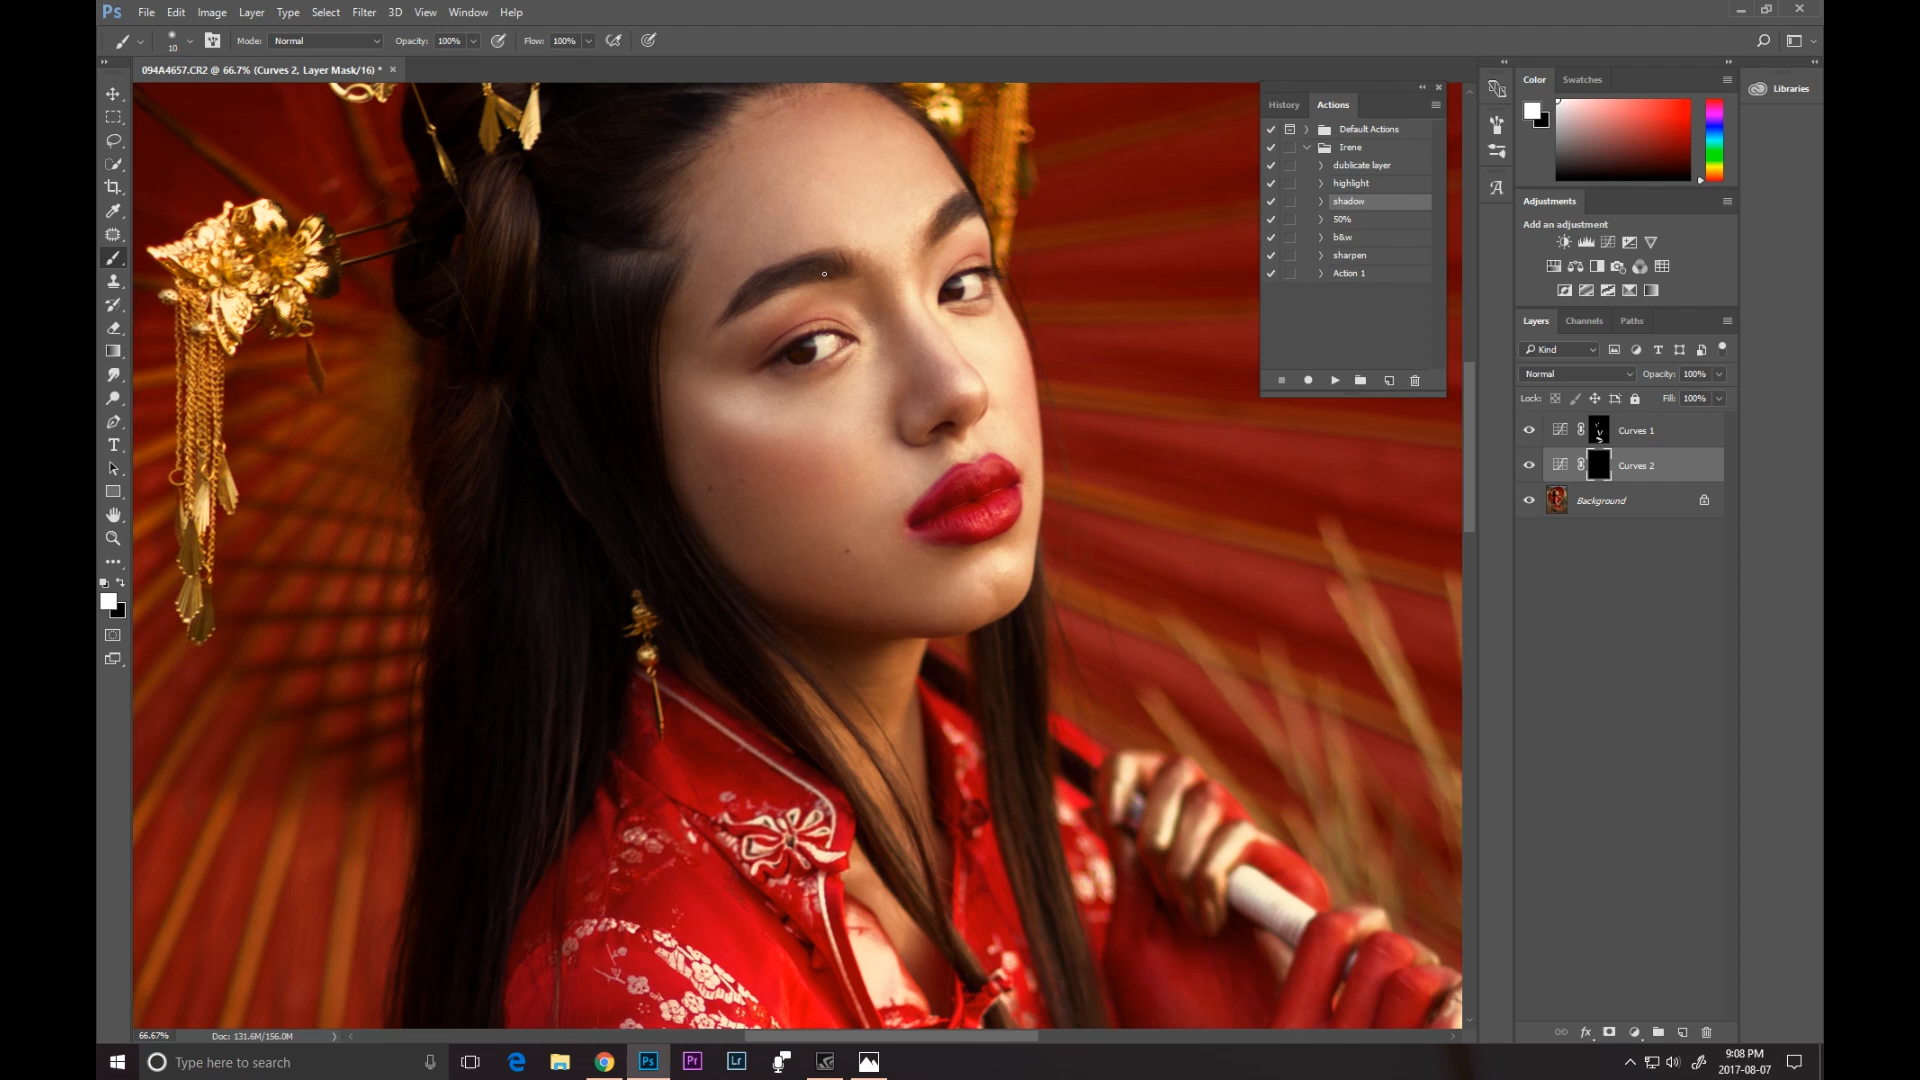 Ps File Edit Image Layer Type Select Filter 3D View Window Help
10 Mode: Normal Opacity: 100% Flow: 100%
094A4657.CR2 @ 66.7% (Curves 2, Layer Mask/16) *
History Actions
Default Actions
Irene
dublicate layer
highlight
shadow
50%
b&w
sharpen
Action 1
Color Swatches
Libraries
Adjustments
Add an adjustment
Layers Channels Paths
Kind
Normal Opacity: 100%
Lock: Fill: 100%
Curves 1
Curves 2
Background
66.67% Doc: 131.6M/156.0M
Type here to search
Ps Pr Lr
9:08 PM
2017-08-07